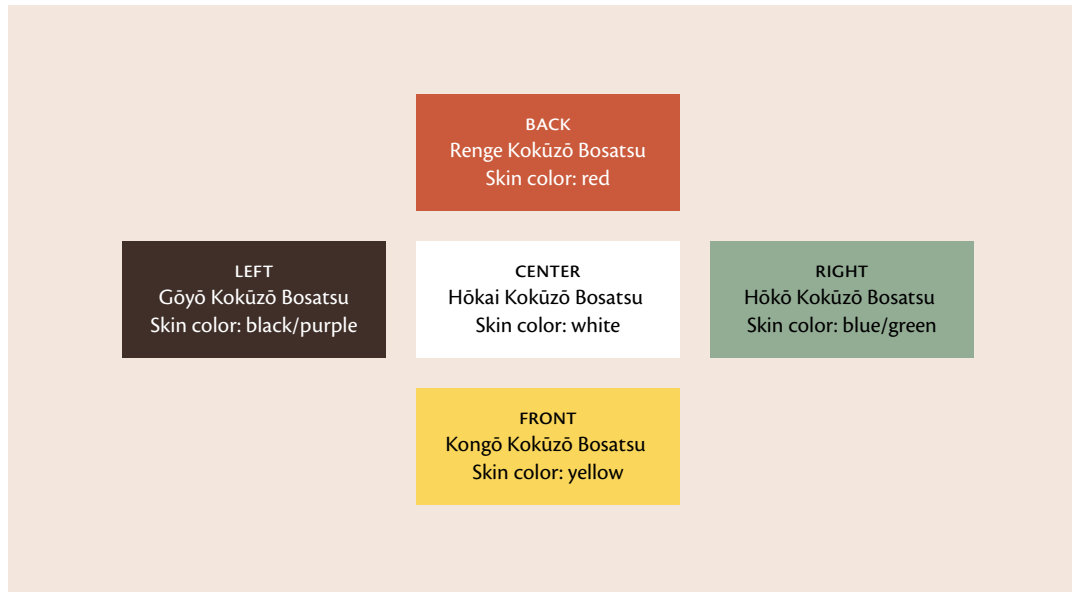 BACK
Renge Kokūzō Bosatsu
Skin color: red
LEFT
Gōyō Kokūzō Bosatsu
Skin color: black/purple
CENTER
Hōkai Kokūzō Bosatsu
Skin color: white
RIGHT
Hōkō Kokūzō Bosatsu
Skin color: blue/green
FRONT
Kongō Kokūzō Bosatsu
Skin color: yellow